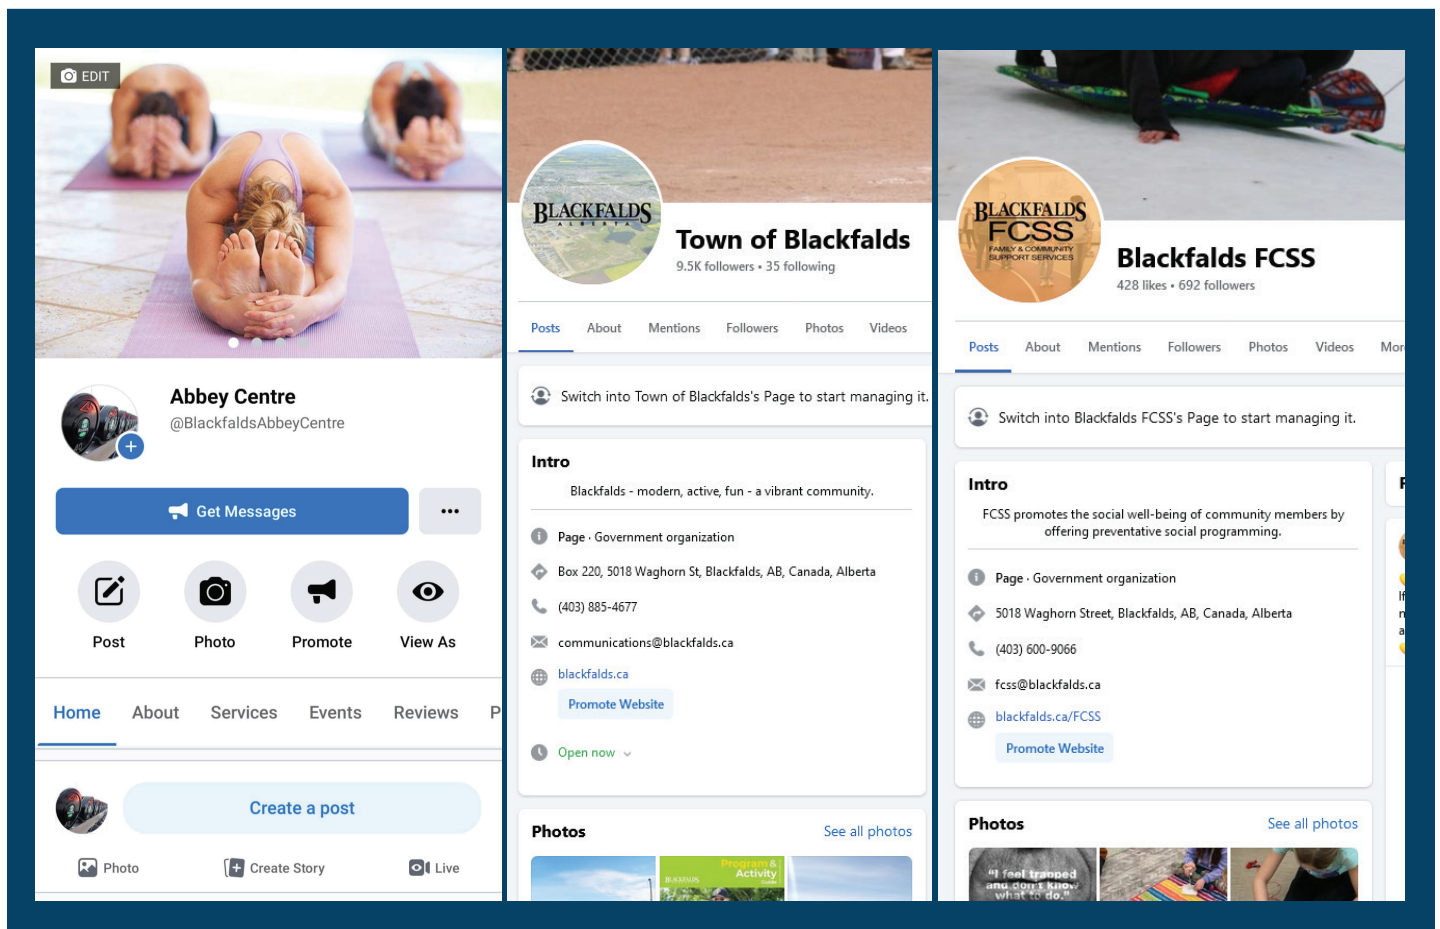 EDIT
Abbey Centre
@BlackfaldsAbbeyCentre
Get Messages
Post
Photo
Promote
View As
Home
About
Services
Events
Reviews
P
Create a post
Photo
Create Story
Live
BLACKFALDS
ALBERTA
Town of Blackfalds
9.5K followers • 35 following
Posts
About
Mentions
Followers
Photos
Videos
Switch into Town of Blackfalds's Page to start managing it.
Intro
Blackfalds - modern, active, fun - a vibrant community.
Page · Government organization
Box 220, 5018 Waghorn St, Blackfalds, AB, Canada, Alberta
(403) 885-4677
communications@blackfalds.ca
blackfalds.ca
Promote Website
Open now
Photos
See all photos
BLACKFALDS
Program &
Activity
Guide
BLACKFALDS
FCSS
FAMILY & COMMUNITY
SUPPORT SERVICES
Blackfalds FCSS
428 likes • 692 followers
Posts
About
Mentions
Followers
Photos
Videos
Mor
Switch into Blackfalds FCSS's Page to start managing it.
Intro
FCSS promotes the social well-being of community members by
offering preventative social programming.
Page · Government organization
5018 Waghorn Street, Blackfalds, AB, Canada, Alberta
(403) 600-9066
fcss@blackfalds.ca
blackfalds.ca/FCSS
Promote Website
Photos
See all photos
"I feel trapped
and don't know
what to do."
If